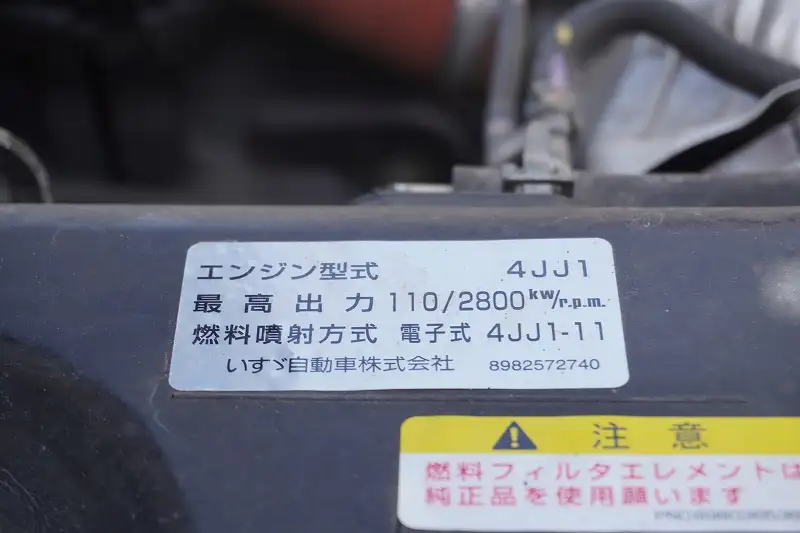 エンジン型式 4JJ1
最高出力 110/2800kW/r.p.m.
燃料噴射方式 電子式 4JJ1-11
いすゞ自動車株式会社 8982572740
注意
燃料フィルタエレメントは
純正品を使用願います